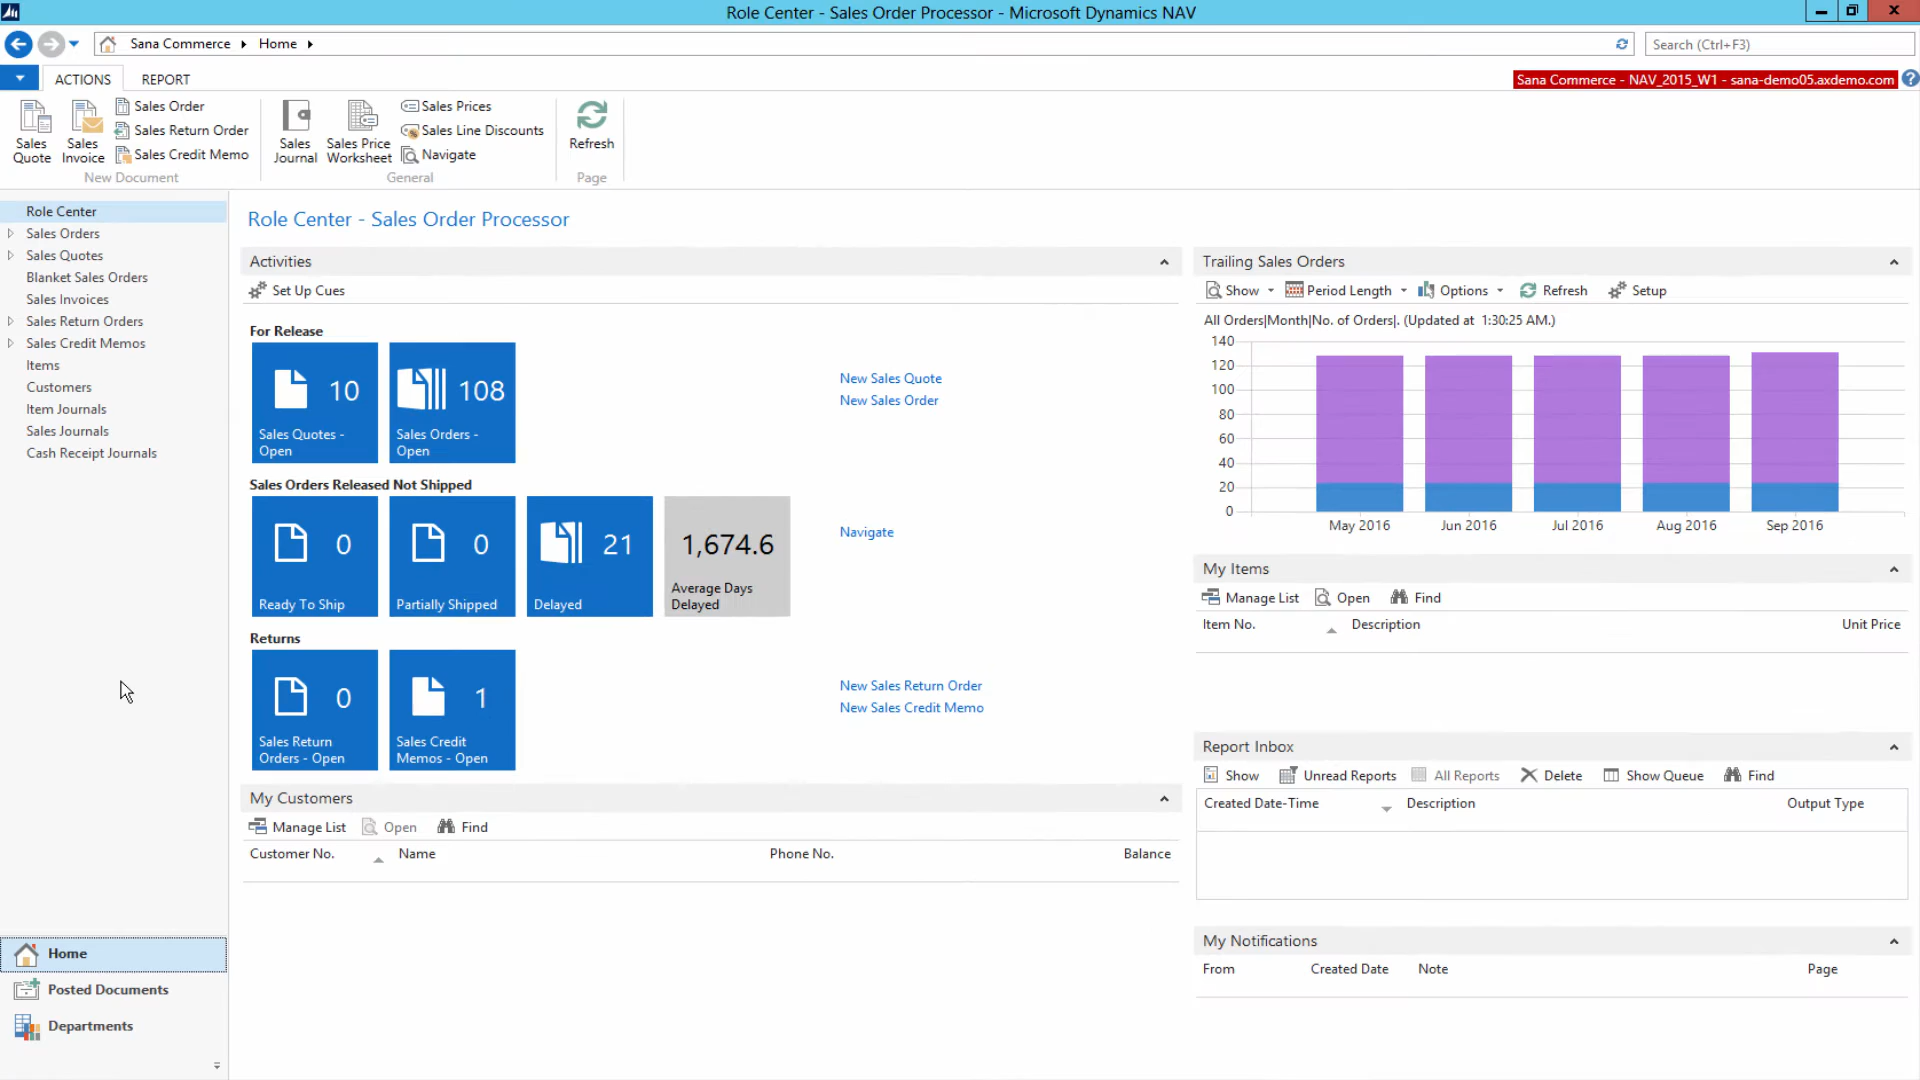 Role Center - Sales Order Processor - Microsoft Dynamics NAV
Sana Commerce Home
Search (Ctrl+F3)
ACTIONS REPORT
Sana Commerce - NAV_2015_W1 - sana-demo05.axdemo.com
Sales Quote
Sales Invoice
Sales Order
Sales Return Order
Sales Credit Memo
New Document
Sales Journal
Sales Price Worksheet
Sales Prices
Sales Line Discounts
Navigate
General
Refresh
Page
Role Center
Sales Orders
Sales Quotes
Blanket Sales Orders
Sales Invoices
Sales Return Orders
Sales Credit Memos
Items
Customers
Item Journals
Sales Journals
Cash Receipt Journals
Home
Posted Documents
Departments
Role Center - Sales Order Processor
Activities
Set Up Cues
For Release
10
Sales Quotes -
Open
108
Sales Orders -
Open
New Sales Quote
New Sales Order
Sales Orders Released Not Shipped
0
Ready To Ship
0
Partially Shipped
21
Delayed
1,674.6
Average Days
Delayed
Navigate
Returns
0
Sales Return
Orders - Open
1
Sales Credit
Memos - Open
New Sales Return Order
New Sales Credit Memo
My Customers
Manage List Open Find
Customer No. Name Phone No. Balance
Trailing Sales Orders
Show Period Length Options Refresh Setup
All Orders|Month|No. of Orders|. (Updated at 1:30:25 AM.)
140
120
100
80
60
40
20
0
May 2016 Jun 2016 Jul 2016 Aug 2016 Sep 2016
My Items
Manage List Open Find
Item No. Description Unit Price
Report Inbox
Show Unread Reports All Reports Delete Show Queue Find
Created Date-Time Description Output Type
My Notifications
From Created Date Note Page